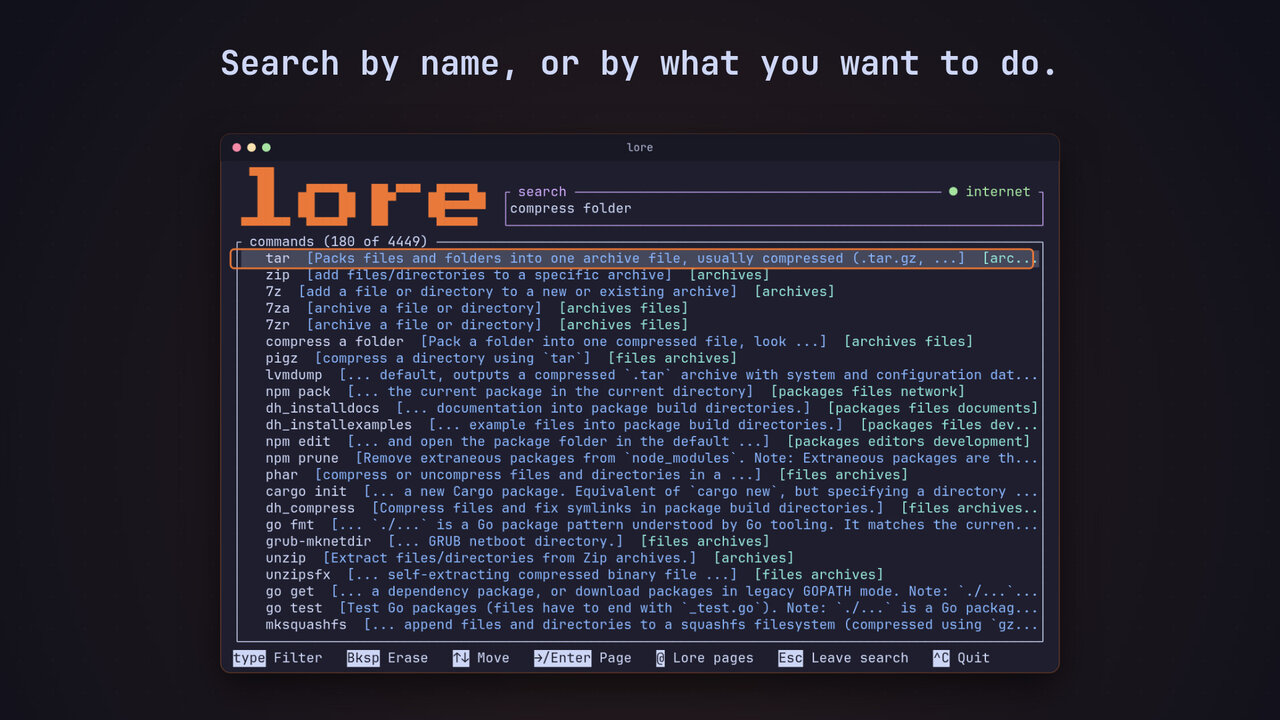 Search by name, or by what you want to do.
lore
lore
search
internet
compress folder
commands (180 of 4449)
tar [Packs files and folders into one archive file, usually compressed (.tar.gz, ...] [arc...
zip [add files/directories to a specific archive] [archives]
7z [add a file or directory to a new or existing archive] [archives]
7za [archive a file or directory] [archives files]
7zr [archive a file or directory] [archives files]
compress a folder [Pack a folder into one compressed file, look ...] [archives files]
pigz [compress a directory using `tar`] [files archives]
lvmdump [... default, outputs a compressed `.tar` archive with system and configuration dat...
npm pack [... the current package in the current directory] [packages files network]
dh_installdocs [... documentation into package build directories.] [packages files documents]
dh_installexamples [... example files into package build directories.] [packages files dev...
npm edit [... and open the package folder in the default ...] [packages editors development]
npm prune [Remove extraneous packages from `node_modules`. Note: Extraneous packages are th...
phar [compress or uncompress files and directories in a ...] [files archives]
cargo init [... a new Cargo package. Equivalent of `cargo new`, but specifying a directory ...
dh_compress [Compress files and fix symlinks in package build directories.] [files archives...
go fmt [... `./...` is a Go package pattern understood by Go tooling. It matches the curren...
grub-mknetdir [... GRUB netboot directory.] [files archives]
unzip [Extract files/directories from Zip archives.] [archives]
unzipsfx [... self-extracting compressed binary file ...] [files archives]
go get [... a dependency package, or download packages in legacy GOPATH mode. Note: `./...`...
go test [Test Go packages (files have to end with `_test.go`). Note: `./...` is a Go packag...
mksquashfs [... append files and directories to a squashfs filesystem (compressed using `gz...
type Filter Bksp Erase ↑↓ Move →/Enter Page @ Lore pages Esc Leave search ^C Quit